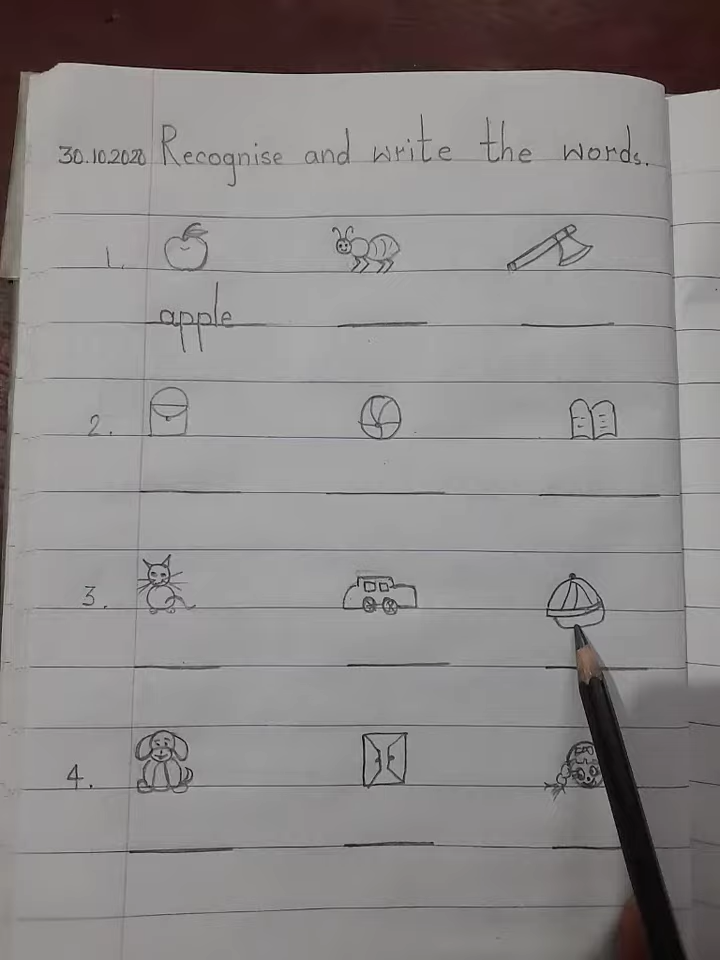 30.10.2020 Recognise and write the words.
1.
apple
2.
3.
4.